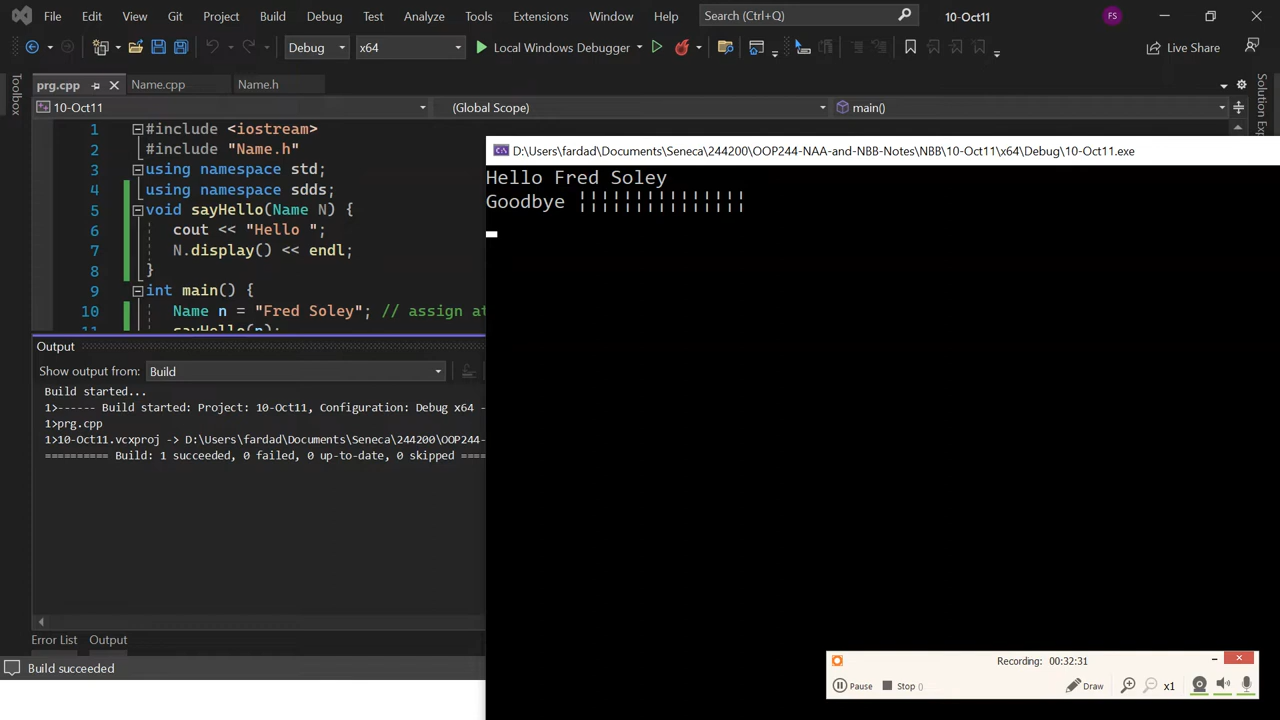 File Edit View Git Project Build Debug Test Analyze Tools Extensions Window Help Search (Ctrl+Q) 10-Oct11 FS
Debug x64 Local Windows Debugger Live Share
prg.cpp Name.cpp Name.h
10-Oct11 (Global Scope) main()
Toolbox
Solution Exp
1 #include <iostream>
2 #include "Name.h"
3 using namespace std;
4 using namespace sdds;
5 void sayHello(Name N) {
6 cout << "Hello ";
7 N.display() << endl;
8 }
9 int main() {
10 Name n = "Fred Soley"; // assign at
11 sayHello(n);
D:\Users\fardad\Documents\Seneca\244200\OOP244-NAA-and-NBB-Notes\NBB\10-Oct11\x64\Debug\10-Oct11.exe
Hello Fred Soley
Goodbye ¦¦¦¦¦¦¦¦¦¦¦¦¦¦¦
Output
Show output from: Build
Build started...
1>------ Build started: Project: 10-Oct11, Configuration: Debug x64 -
1>prg.cpp
1>10-Oct11.vcxproj -> D:\Users\fardad\Documents\Seneca\244200\OOP244-
========== Build: 1 succeeded, 0 failed, 0 up-to-date, 0 skipped ====
Error List Output
Build succeeded
Recording: 00:32:31
Pause Stop () Draw x1